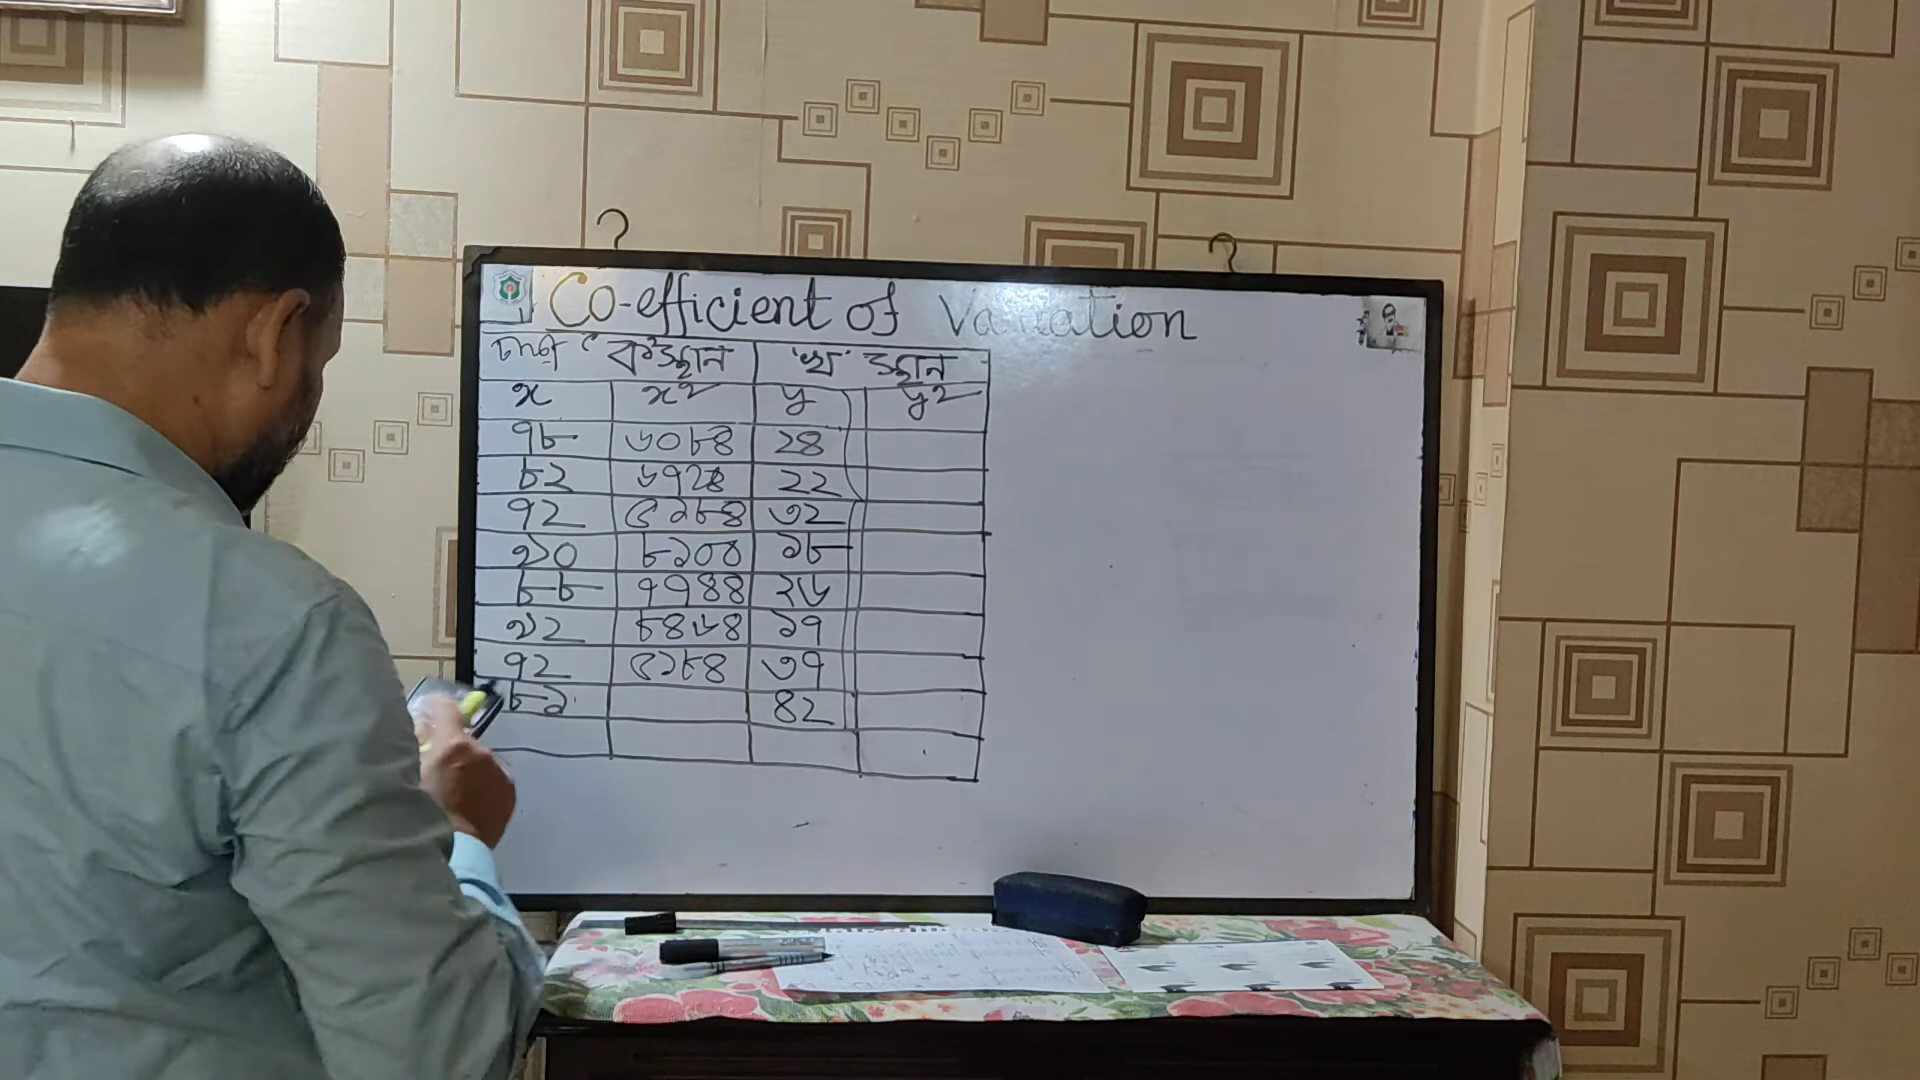 Co-efficient of Variation
'ক' স্থান 'খ' স্থান
x x² y y²
৭৮ ৬০৮৪ ২৪
৮২ ৬৭২৪ ২২
৭২ ৫১৮৪ ৩২
৯০ ৮১০০ ১৮
৮৮ ৭৭৪৪ ২৬
৯২ ৮৪৬৪ ১৭
৭২ ৫১৮৪ ৩৭
৮১ ৪২